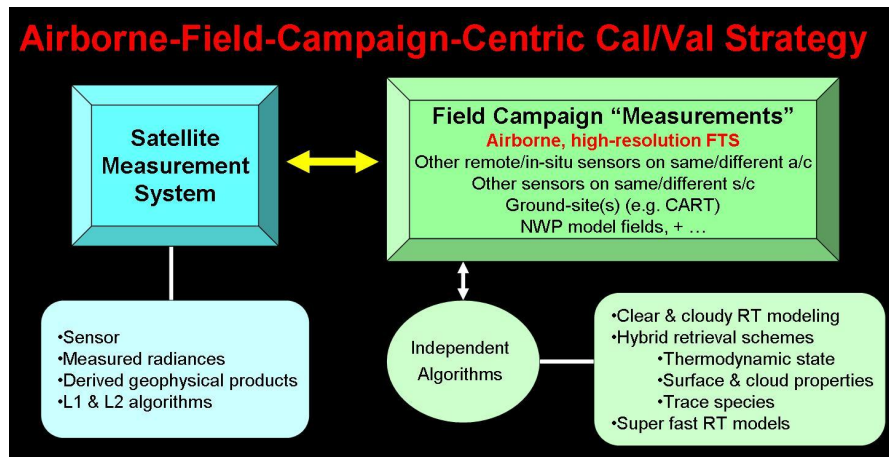 Airborne-Field-Campaign-Centric Cal/Val Strategy
Satellite
Measurement
System
Field Campaign “Measurements”
Airborne, high-resolution FTS
Other remote/in-situ sensors on same/different a/c
Other sensors on same/different s/c
Ground-site(s) (e.g. CART)
NWP model fields, + …
•Sensor
•Measured radiances
•Derived geophysical products
•L1 & L2 algorithms
Independent
Algorithms
•Clear & cloudy RT modeling
•Hybrid retrieval schemes
•Thermodynamic state
•Surface & cloud properties
•Trace species
•Super fast RT models